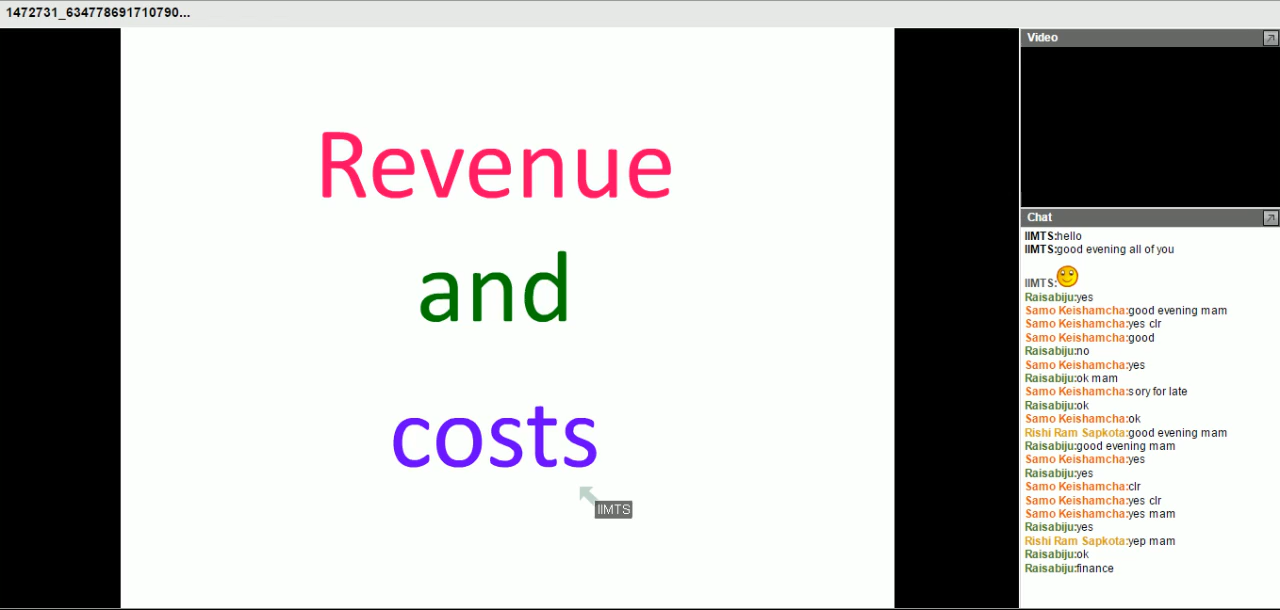 1472731_634778691710790...
Revenue
and
costs
IIMTS
Video
Chat
IIMTS:hello
IIMTS:good evening all of you
IIMTS:
Raisabiju:yes
Samo Keishamcha:good evening mam
Samo Keishamcha:yes clr
Samo Keishamcha:good
Raisabiju:no
Samo Keishamcha:yes
Raisabiju:ok mam
Samo Keishamcha:sory for late
Raisabiju:ok
Samo Keishamcha:ok
Rishi Ram Sapkota:good evening mam
Raisabiju:good evening mam
Samo Keishamcha:yes
Raisabiju:yes
Samo Keishamcha:clr
Samo Keishamcha:yes clr
Samo Keishamcha:yes mam
Raisabiju:yes
Rishi Ram Sapkota:yep mam
Raisabiju:ok
Raisabiju:finance